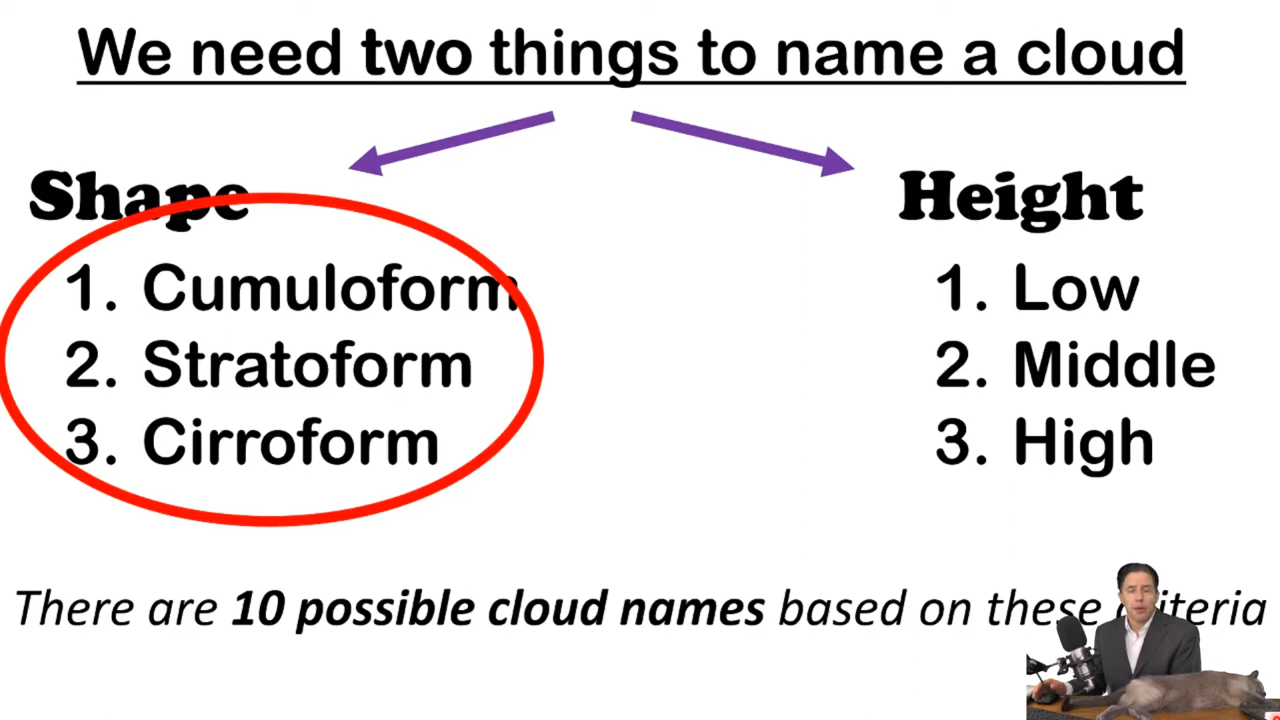 We need two things to name a cloud
Shape
1. Cumuloform
2. Stratoform
3. Cirroform
Height
1. Low
2. Middle
3. High
There are 10 possible cloud names based on these criteria